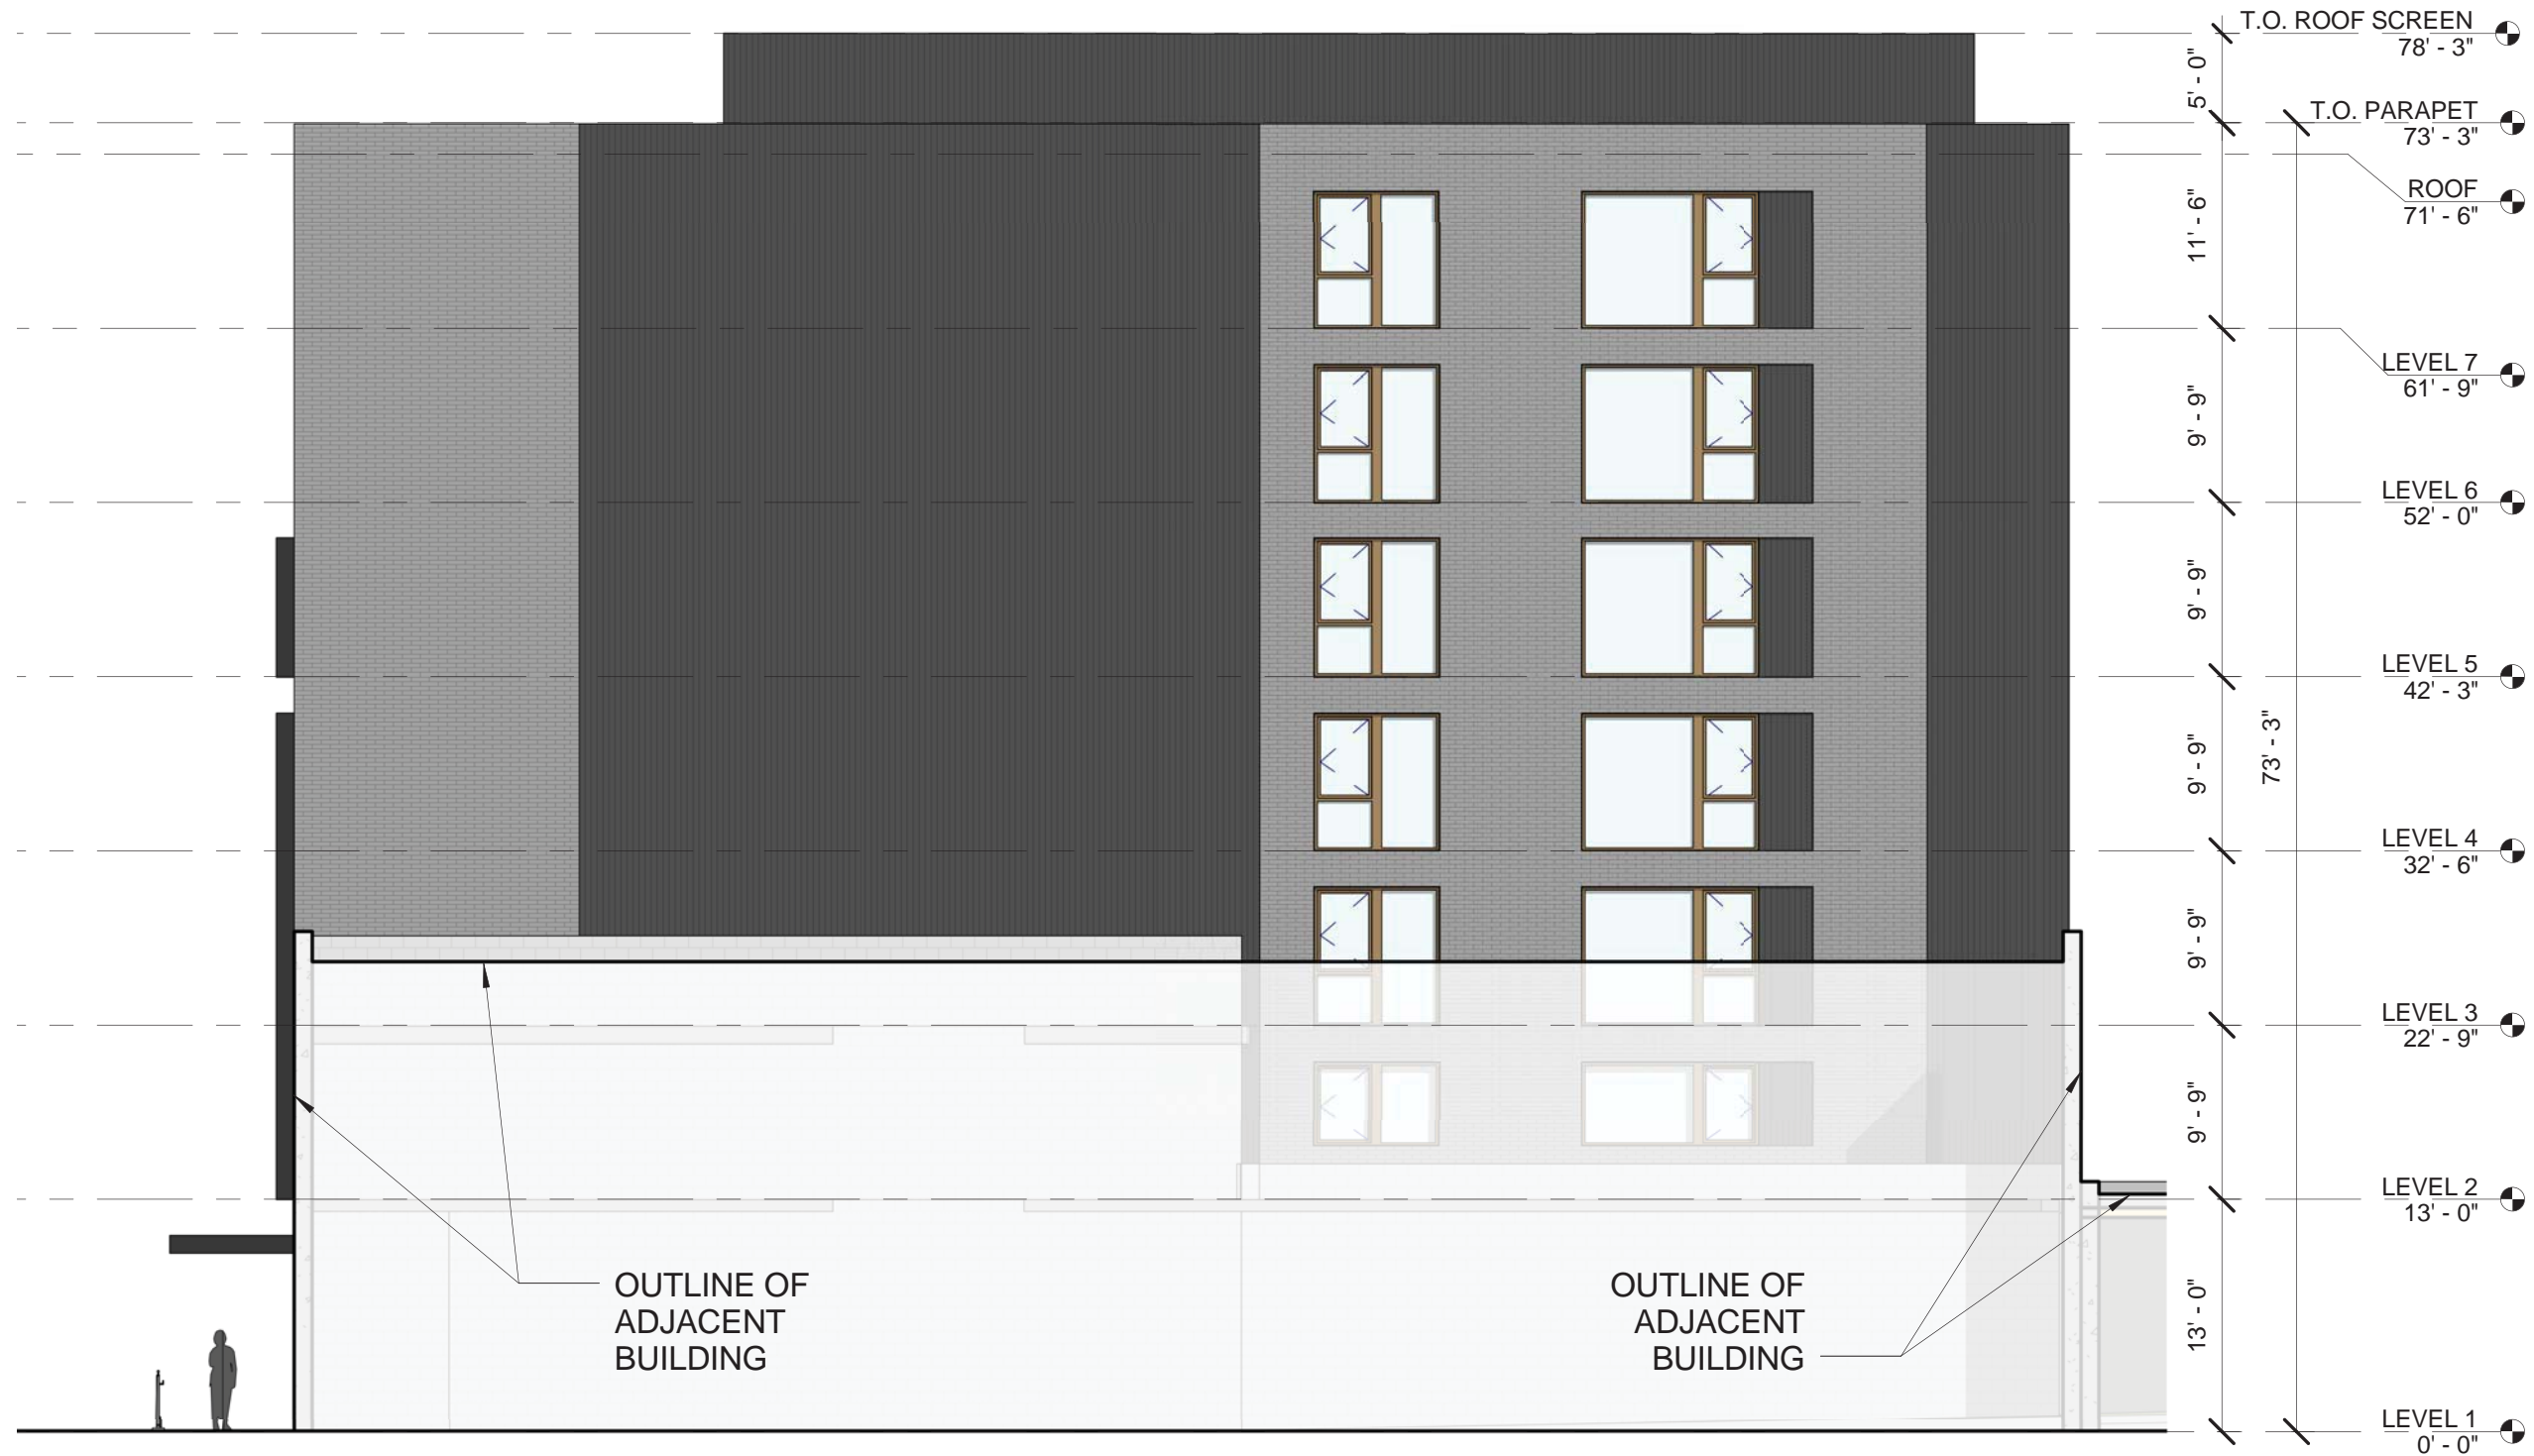 T.O. ROOF SCREEN
78' - 3"
5' - 0"
T.O. PARAPET
73' - 3"
ROOF
71' - 6"
11' - 6"
LEVEL 7
61' - 9"
9' - 9"
LEVEL 6
52' - 0"
9' - 9"
LEVEL 5
42' - 3"
73' - 3"
9' - 9"
LEVEL 4
32' - 6"
9' - 9"
LEVEL 3
22' - 9"
9' - 9"
LEVEL 2
13' - 0"
13' - 0"
LEVEL 1
0' - 0"
OUTLINE OF
ADJACENT
BUILDING
OUTLINE OF
ADJACENT
BUILDING